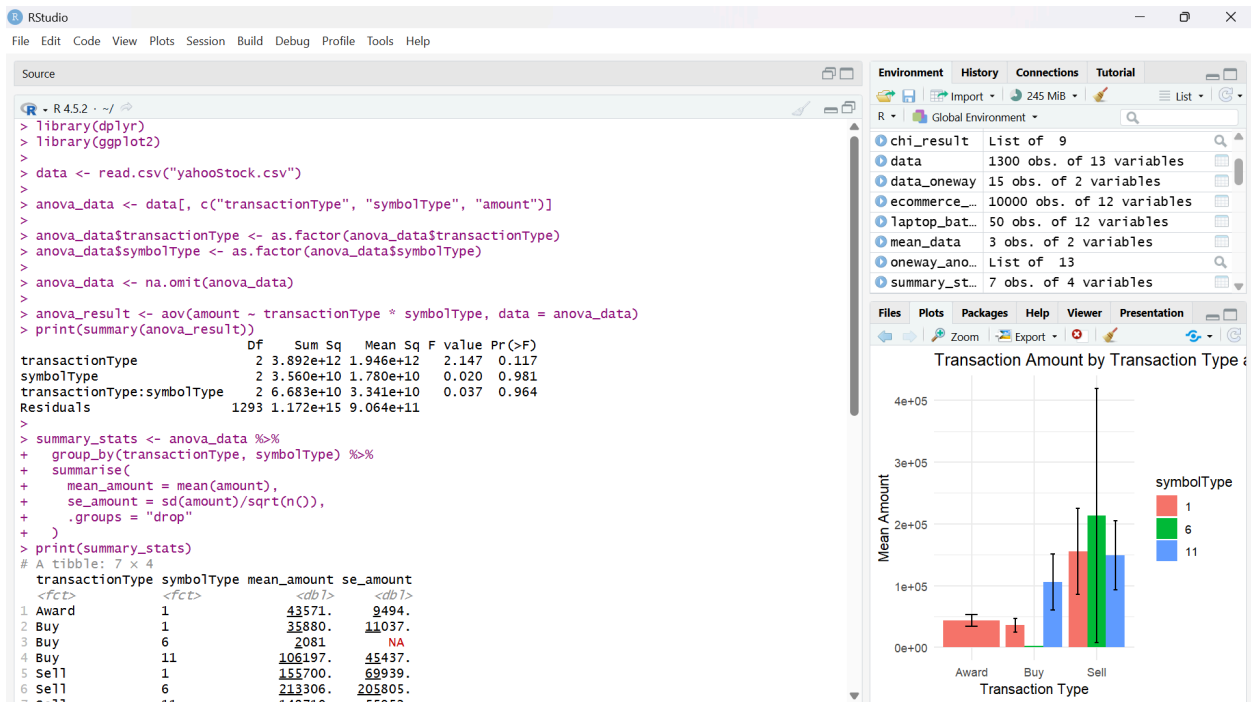 RStudio
File Edit Code View Plots Session Build Debug Profile Tools Help
Source
R 4.5.2 · ~/
> library(dplyr)
> library(ggplot2)
>
> data <- read.csv("yahooStock.csv")
>
> anova_data <- data[, c("transactionType", "symbolType", "amount")]
>
> anova_data$transactionType <- as.factor(anova_data$transactionType)
> anova_data$symbolType <- as.factor(anova_data$symbolType)
>
> anova_data <- na.omit(anova_data)
>
> anova_result <- aov(amount ~ transactionType * symbolType, data = anova_data)
> print(summary(anova_result))
Df Sum Sq Mean Sq F value Pr(>F)
transactionType 2 3.892e+12 1.946e+12 2.147 0.117
symbolType 2 3.560e+10 1.780e+10 0.020 0.981
transactionType:symbolType 2 6.683e+10 3.341e+10 0.037 0.964
Residuals 1293 1.172e+15 9.064e+11
>
> summary_stats <- anova_data %>%
+ group_by(transactionType, symbolType) %>%
+ summarise(
+ mean_amount = mean(amount),
+ se_amount = sd(amount)/sqrt(n()),
+ .groups = "drop"
+ )
> print(summary_stats)
# A tibble: 7 × 4
transactionType symbolType mean_amount se_amount
<fct> <fct> <dbl> <dbl>
1 Award 1 43571. 9494.
2 Buy 1 35880. 11037.
3 Buy 6 2081 NA
4 Buy 11 106197. 45437.
5 Sell 1 155700. 69939.
6 Sell 6 213306. 205805.
Environment History Connections Tutorial
Import 245 MiB List
R Global Environment
chi_result List of 9
data 1300 obs. of 13 variables
data_oneway 15 obs. of 2 variables
ecommerce_… 10000 obs. of 12 variables
laptop_bat… 50 obs. of 12 variables
mean_data 3 obs. of 2 variables
oneway_ano… List of 13
summary_st… 7 obs. of 4 variables
Files Plots Packages Help Viewer Presentation
Zoom Export
Transaction Amount by Transaction Type a
4e+05
3e+05
2e+05
1e+05
0e+00
Mean Amount
Award Buy Sell
Transaction Type
symbolType
1
6
11